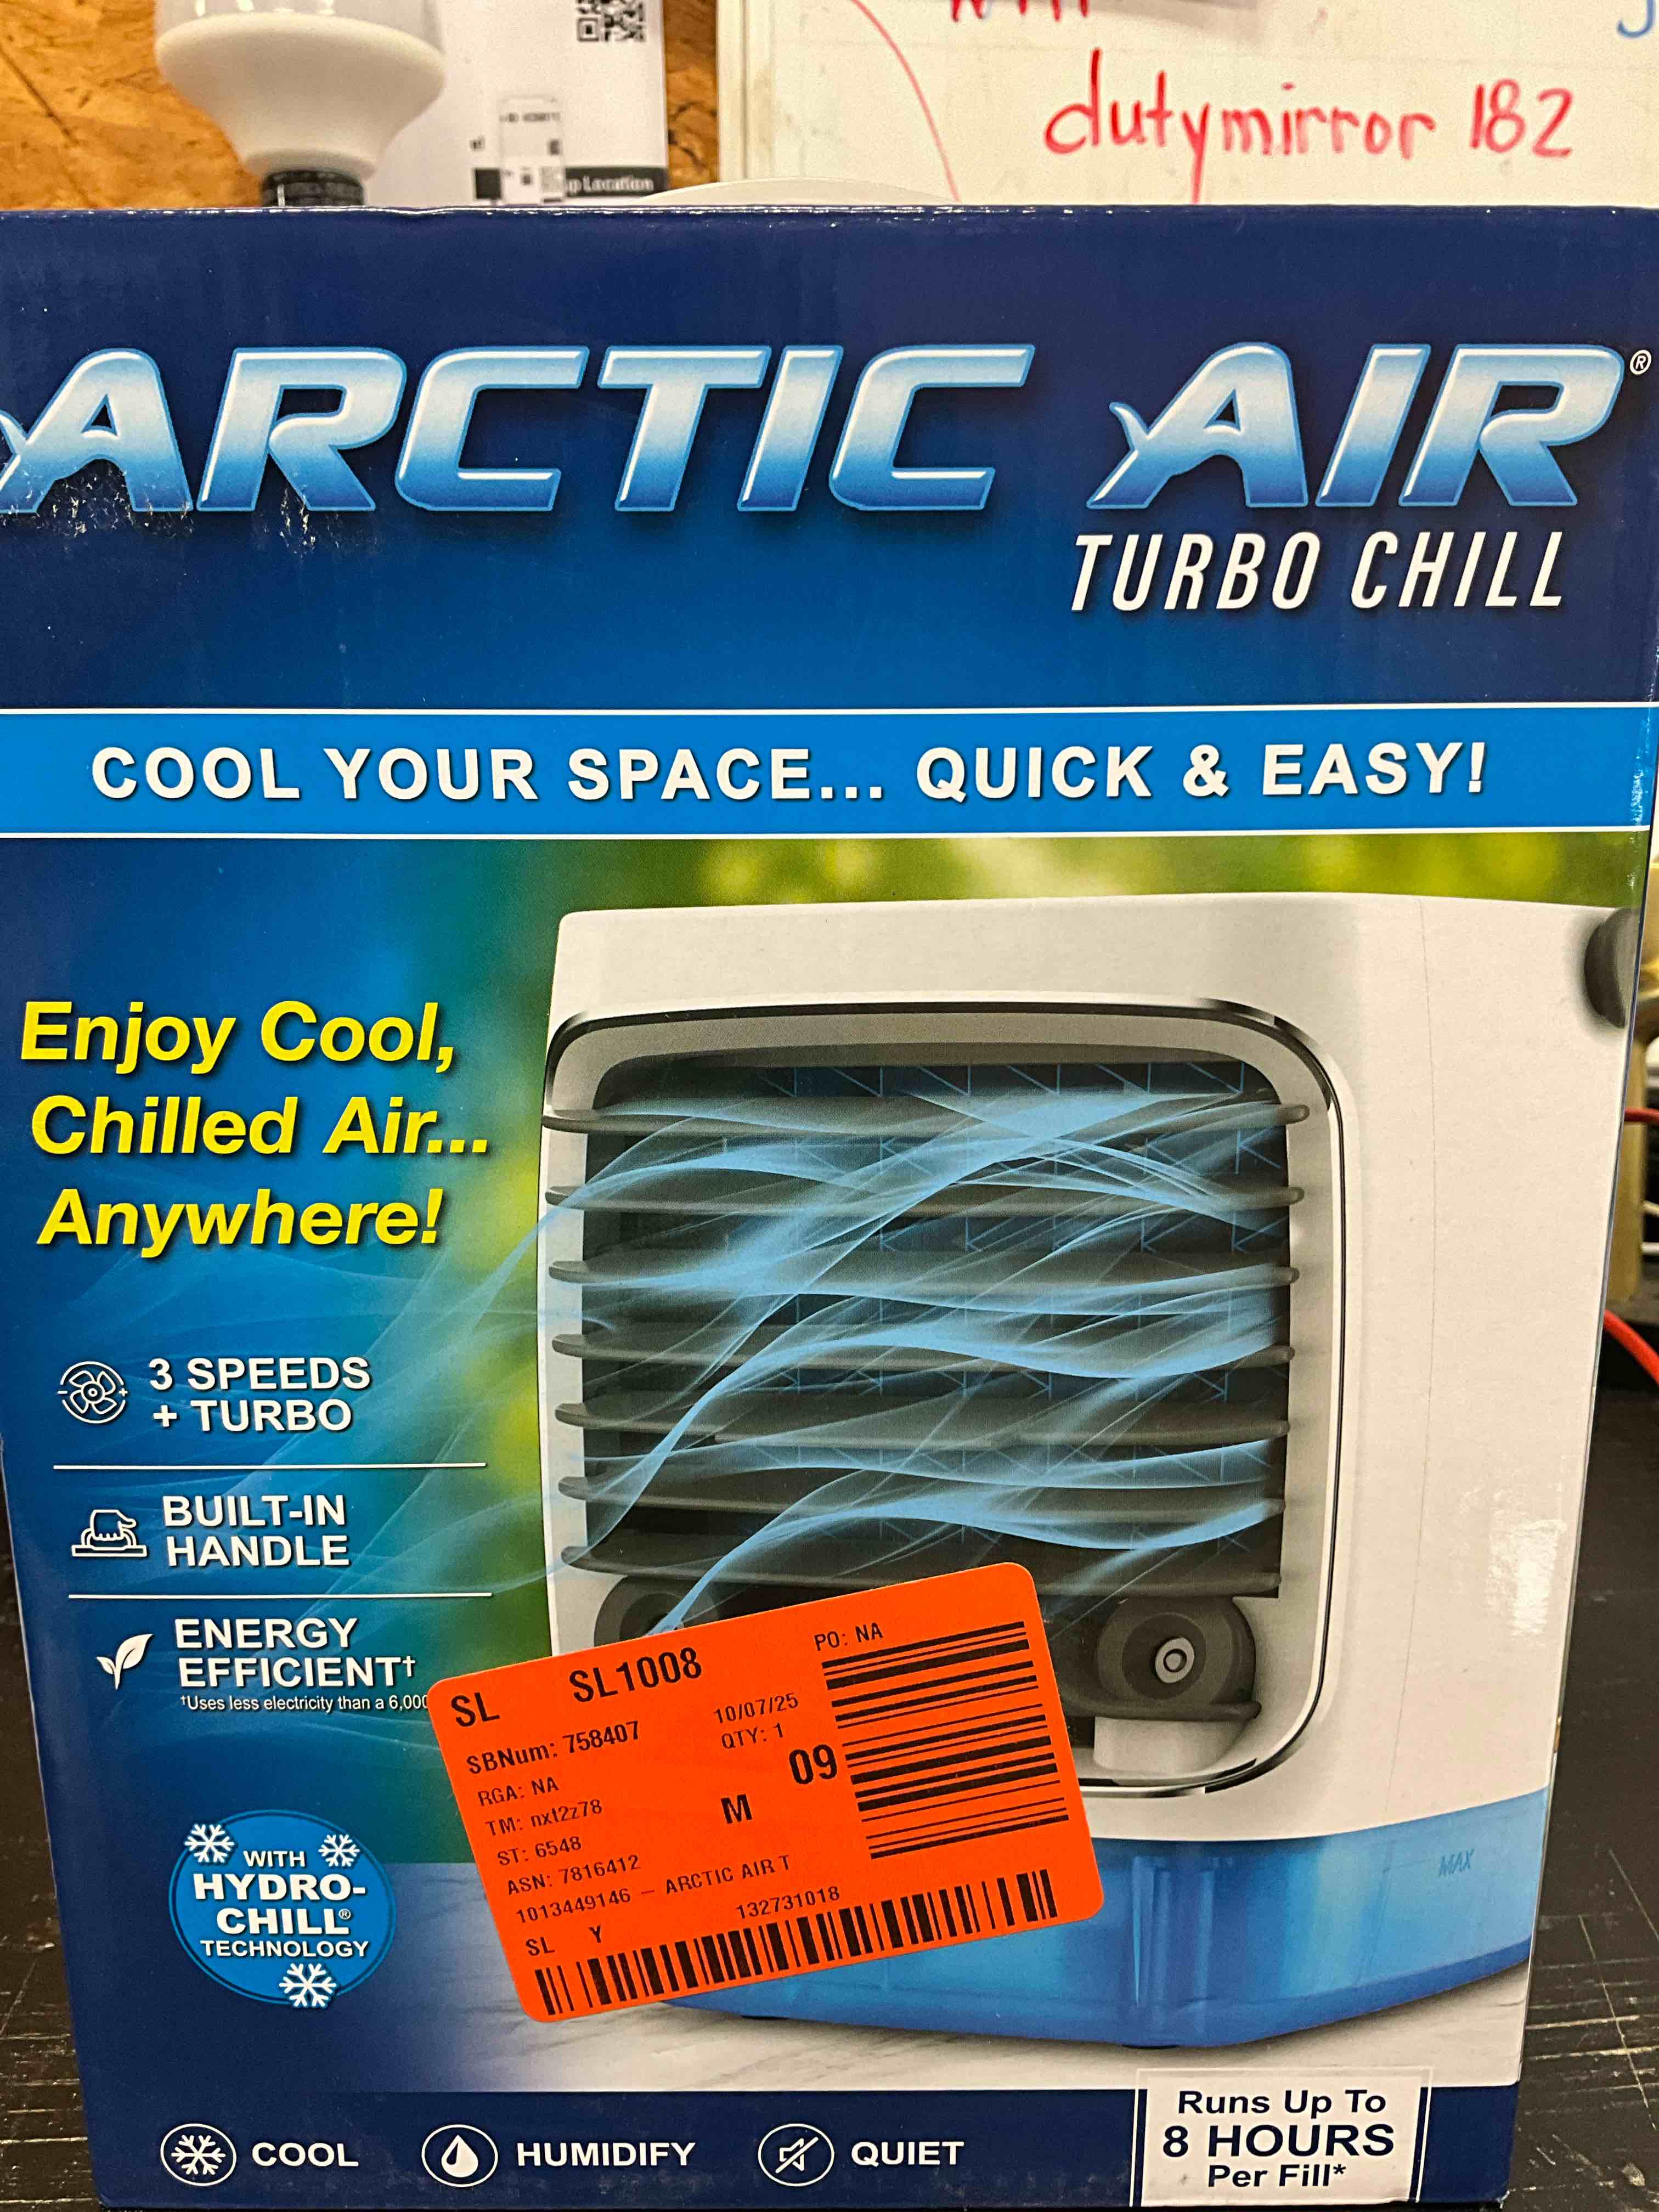 dutymirror 182
p Location
ARCTIC AIR®
TURBO CHILL
COOL YOUR SPACE... QUICK & EASY!
Enjoy Cool,
Chilled Air...
Anywhere!
3 SPEEDS
+ TURBO
BUILT-IN
HANDLE
ENERGY
EFFICIENT†
†Uses less electricity than a 6,000
SL SL1008 PO: NA
SBNum: 758407 10/07/25
RGA: NA QTY: 1
TM: nxt2z78 M 09
ST: 6548
ASN: 7816412
1013449146 – ARCTIC AIR T
SL Y 132731018
WITH
HYDRO-
CHILL®
TECHNOLOGY
MAX
COOL HUMIDIFY QUIET
Runs Up To
8 HOURS
Per Fill*